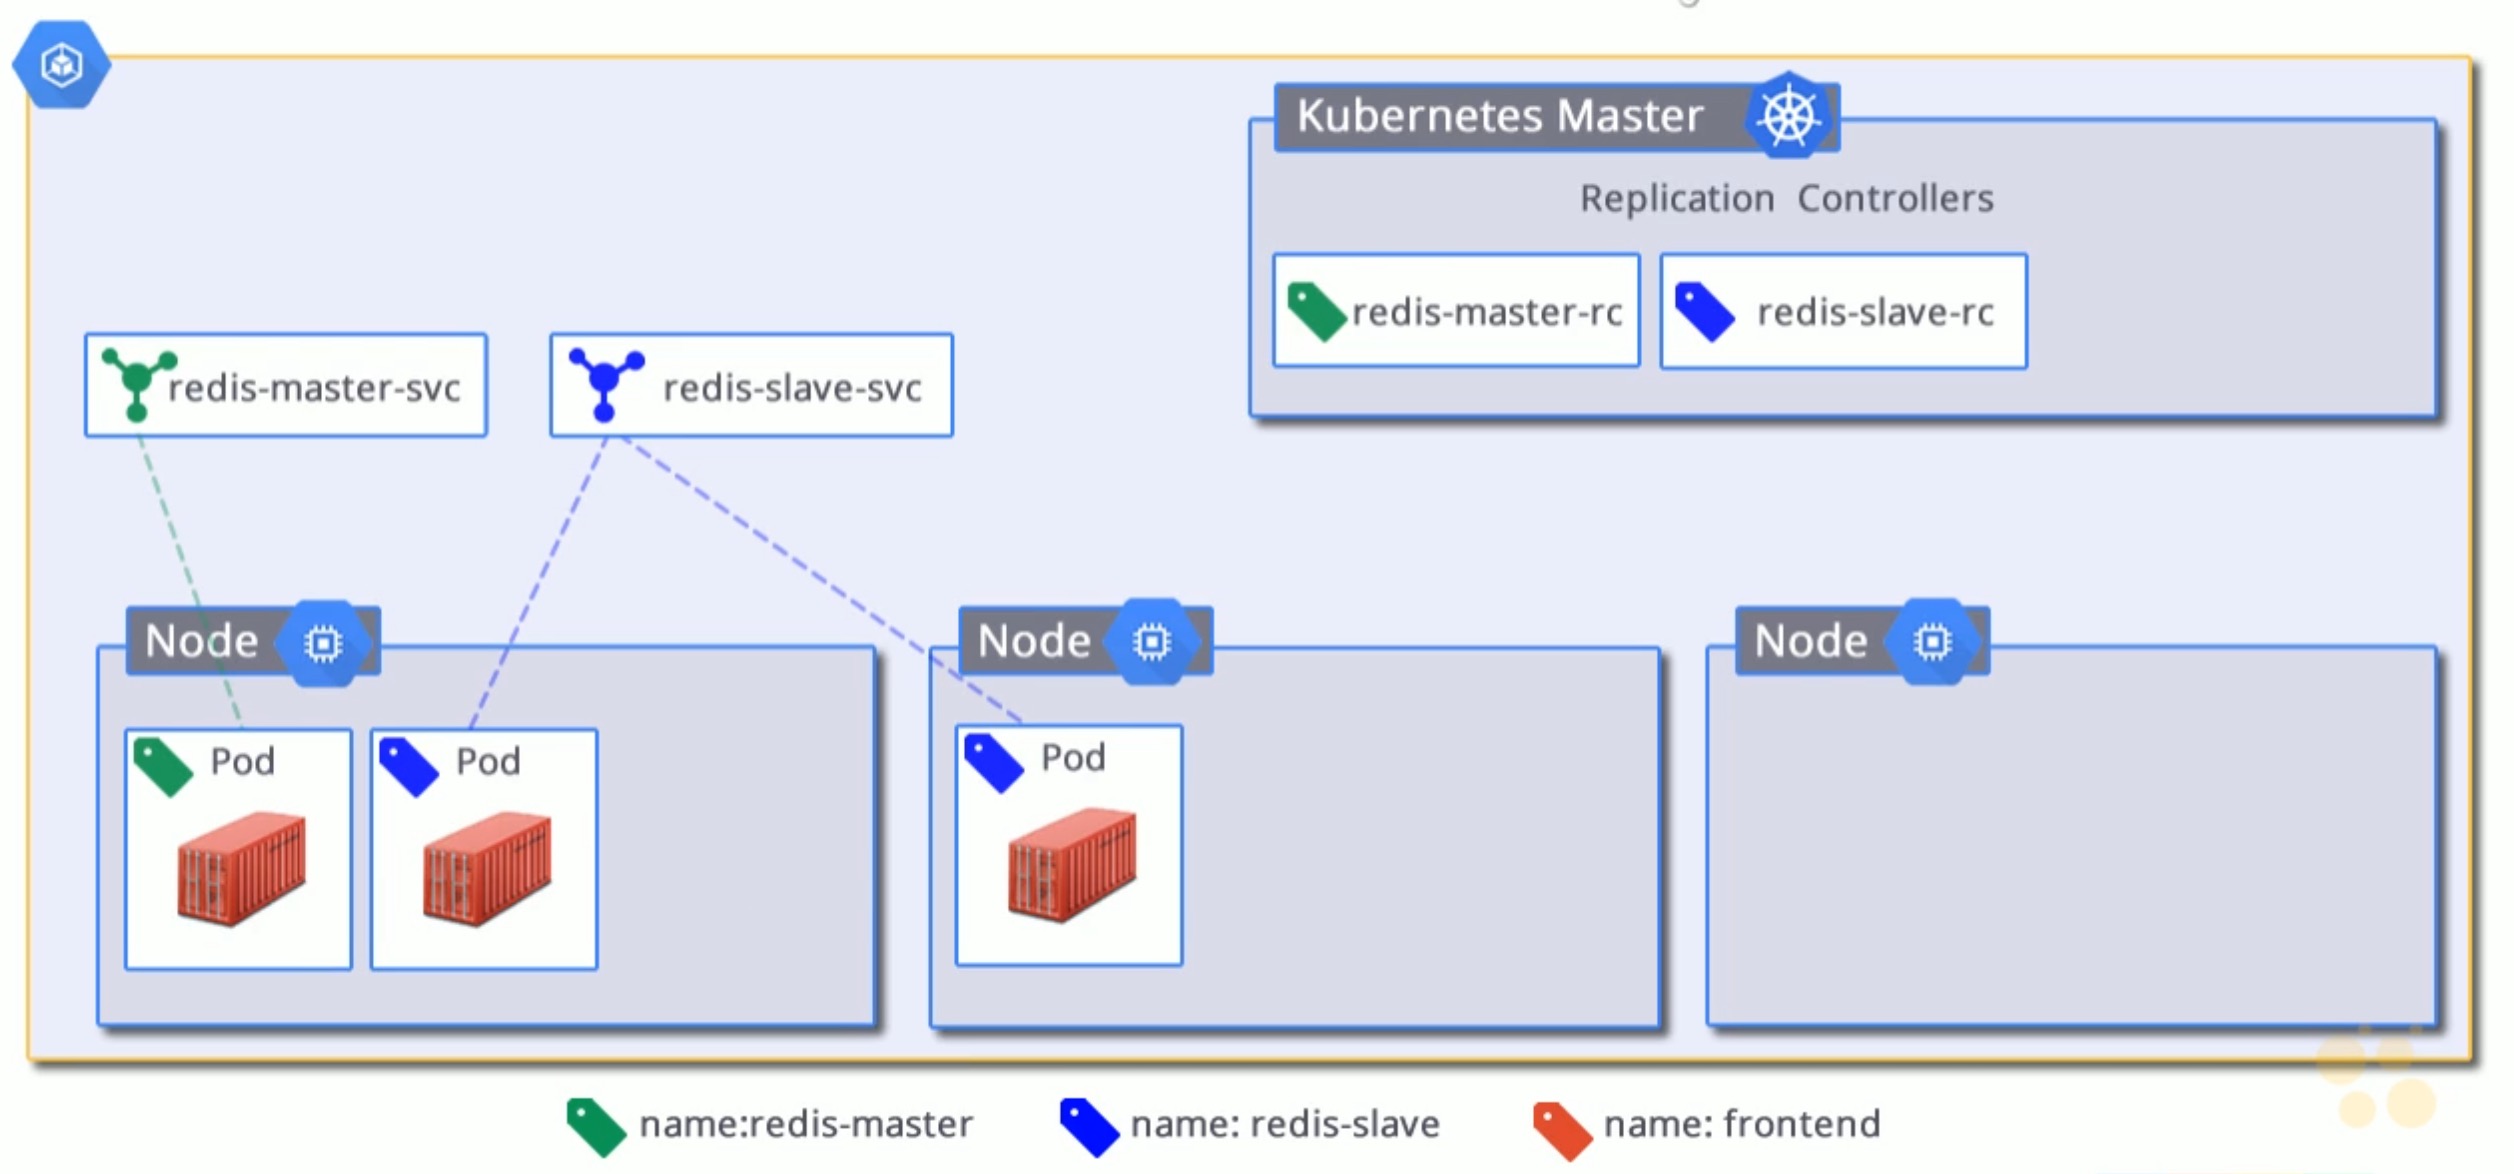 Kubernetes Master
Replication Controllers
redis-master-rc
redis-slave-rc
redis-master-svc
redis-slave-svc
Node
Node
Node
Pod
Pod
Pod
name:redis-master
name: redis-slave
name: frontend